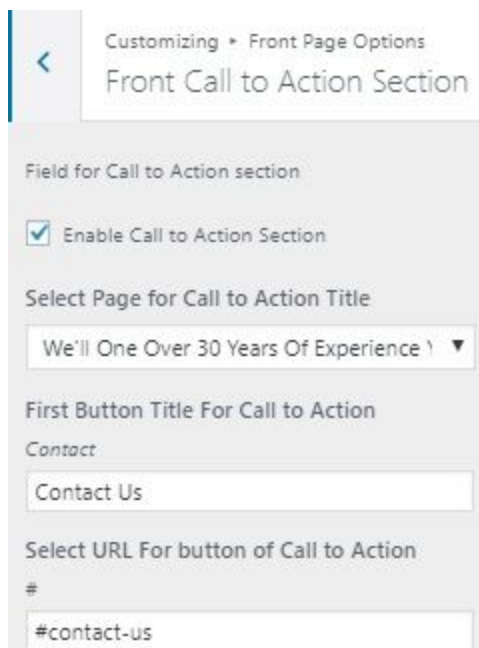 Customizing ▸ Front Page Options
Front Call to Action Section
Field for Call to Action section
Enable Call to Action Section
Select Page for Call to Action Title
We'll One Over 30 Years Of Experience
First Button Title For Call to Action
Contact
Contact Us
Select URL For button of Call to Action
#
#contact-us